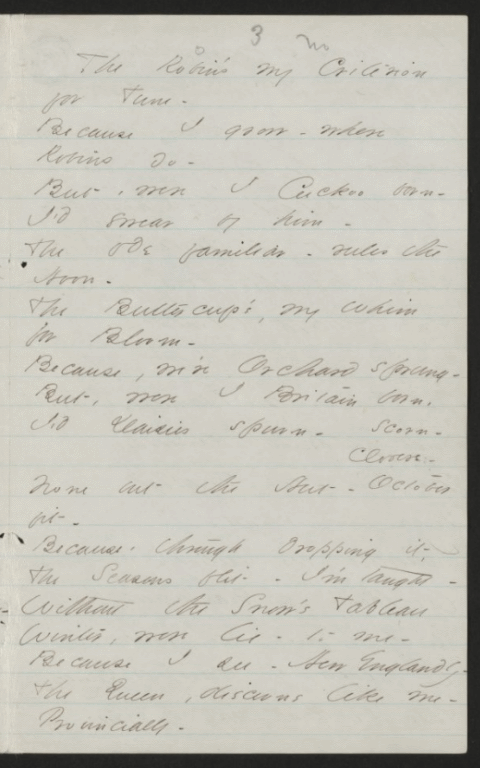 3 no
The Robin's my Criterion
for Tune -
Because I grow - where
Robins do -
But, were I Cuckoo born -
I'd swear by him -
The ode familiar - rules the
Noon -
The Buttercup's, my Whim
for Bloom -
Because, we're Orchard sprung -
But, were I Britain born,
I'd Daisies spurn - scorn -
Clovers -
None but the Nut - October
fit -
Because, through dropping it,
The Seasons flit - I'm taught -
Without the Snow's Tableau
Winter, were lie - to me -
Because I see - New Englandly -
The Queen, discerns like me -
Provincially -